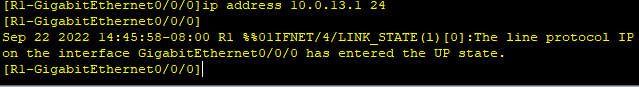 [R1-GigabitEthernet0/0/0]ip address 10.0.13.1 24
[R1-GigabitEthernet0/0/0]
Sep 22 2022 14:45:58-08:00 R1 %%01IFNET/4/LINK_STATE(l)[0]:The line protocol IP
on the interface GigabitEthernet0/0/0 has entered the UP state.
[R1-GigabitEthernet0/0/0]